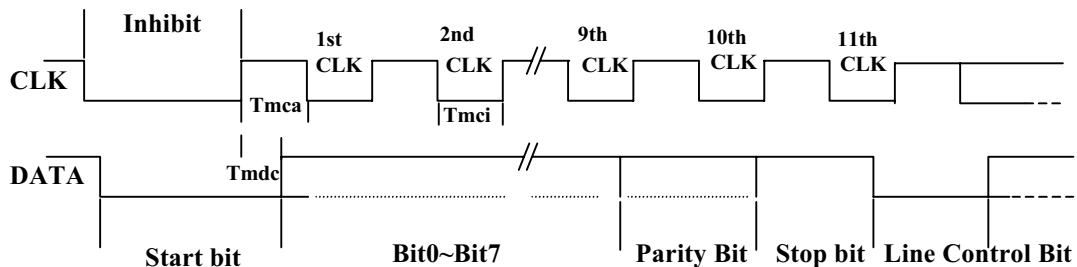 Inhibit
1st 2nd 9th 10th 11th
CLK CLK CLK CLK CLK CLK
Tmca Tmci
DATA Tmdc
Start bit Bit0~Bit7 Parity Bit Stop bit Line Control Bit